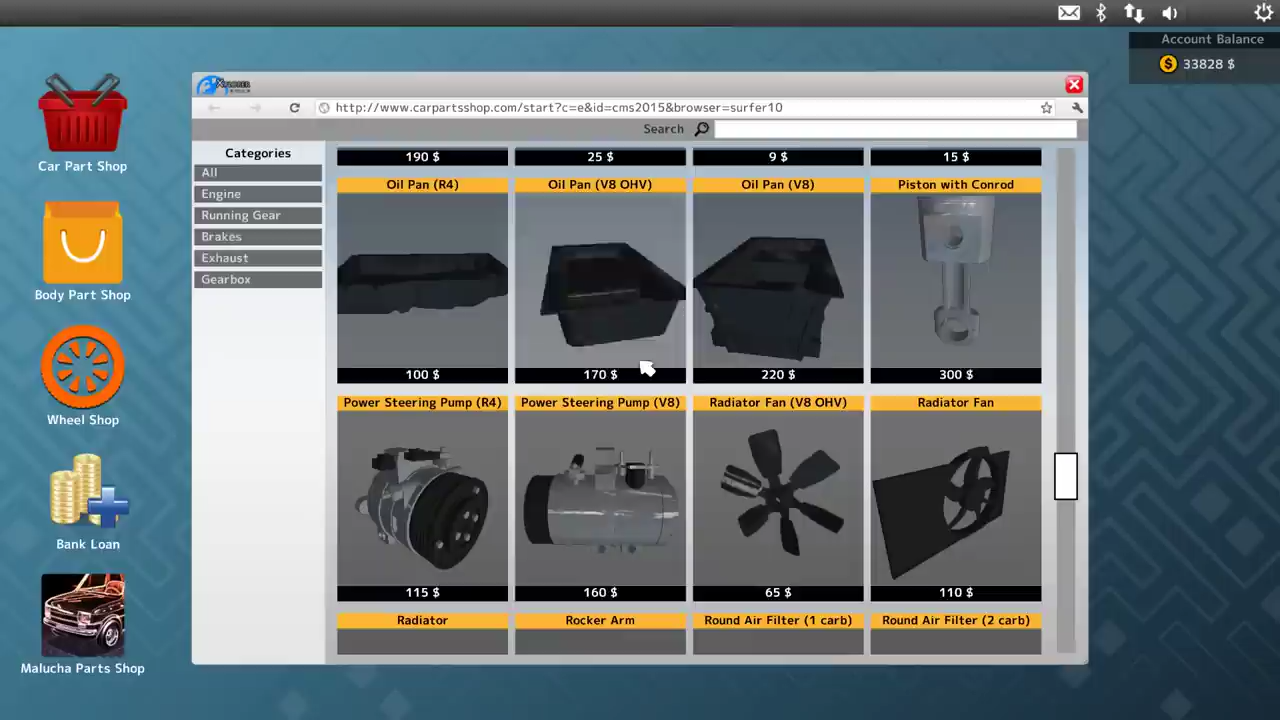 Account Balance
33828 $
Car Part Shop
Body Part Shop
Wheel Shop
Bank Loan
Malucha Parts Shop
http://www.carpartsshop.com/start?c=e&id=cms2015&browser=surfer10
Search
Categories
All
Engine
Running Gear
Brakes
Exhaust
Gearbox
190 $
25 $
9 $
15 $
Oil Pan (R4)
Oil Pan (V8 OHV)
Oil Pan (V8)
Piston with Conrod
100 $
170 $
220 $
300 $
Power Steering Pump (R4)
Power Steering Pump (V8)
Radiator Fan (V8 OHV)
Radiator Fan
115 $
160 $
65 $
110 $
Radiator
Rocker Arm
Round Air Filter (1 carb)
Round Air Filter (2 carb)